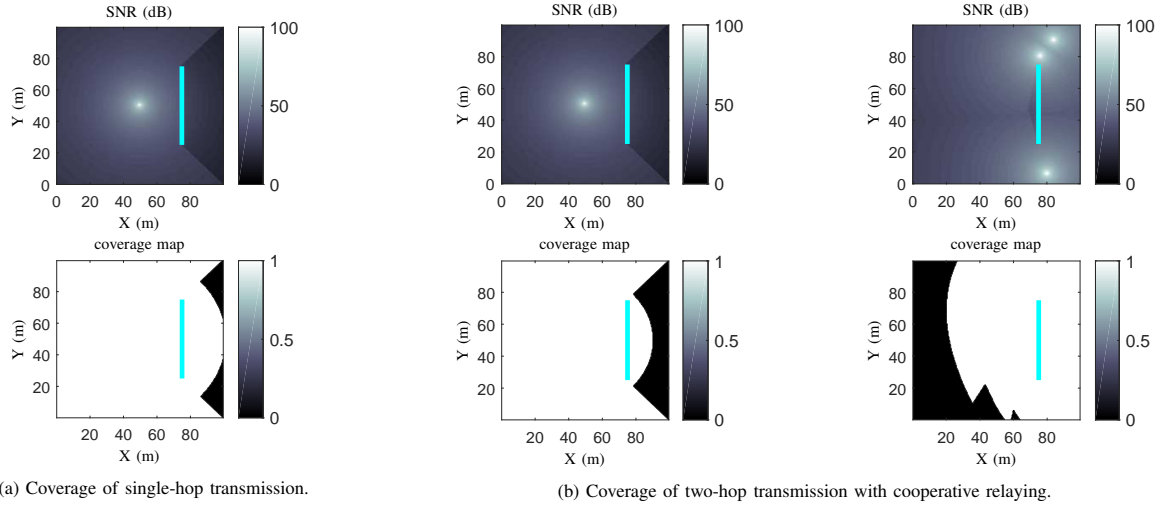 SNR (dB)
100
50
0
80
60
40
20
0
Y (m)
0 20 40 60 80
X (m)
coverage map
1
0.5
0
80
60
40
20
Y (m)
20 40 60 80
X (m)
SNR (dB)
100
50
0
80
60
40
20
0
Y (m)
20 40 60 80
X (m)
coverage map
1
0.5
0
80
60
40
20
Y (m)
20 40 60 80
X (m)
SNR (dB)
100
50
0
80
60
40
20
0
Y (m)
20 40 60 80
X (m)
coverage map
1
0.5
0
80
60
40
20
Y (m)
20 40 60 80
X (m)
a) Coverage of single-hop transmission.
(b) Coverage of two-hop transmission with cooperative relaying.